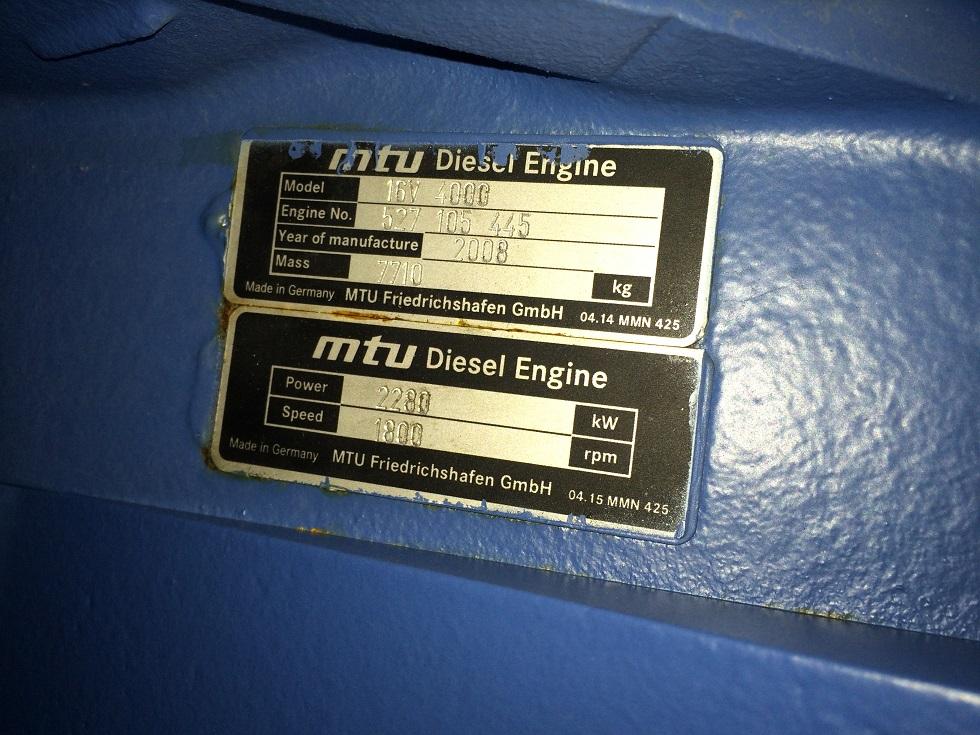 mtu Diesel Engine
Model 16V 4000
Engine No. 527 105 445
Year of manufacture 2008
Mass 7710 kg
Made in Germany MTU Friedrichshafen GmbH 04.14 MMN 425
mtu Diesel Engine
Power 2280 kW
Speed 1800 rpm
Made in Germany MTU Friedrichshafen GmbH 04.15 MMN 425